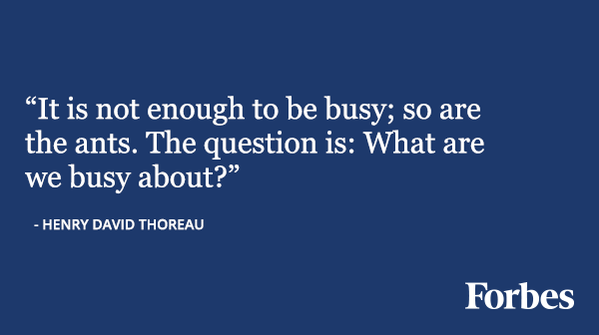 “It is not enough to be busy; so are
the ants. The question is: What are
we busy about?”
- HENRY DAVID THOREAU
Forbes